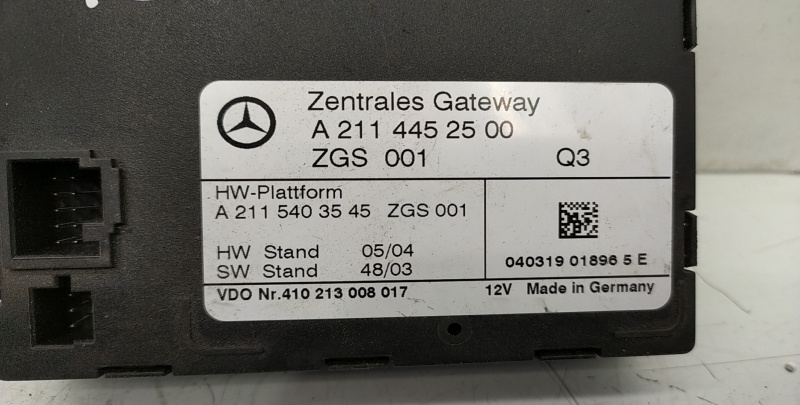 Zentrales Gateway
A 211 445 25 00
ZGS 001 Q3
HW-Plattform
A 211 540 35 45 ZGS 001
HW Stand 05/04
SW Stand 48/03
040319 01896 5 E
VDO Nr.410 213 008 017 12V Made in Germany